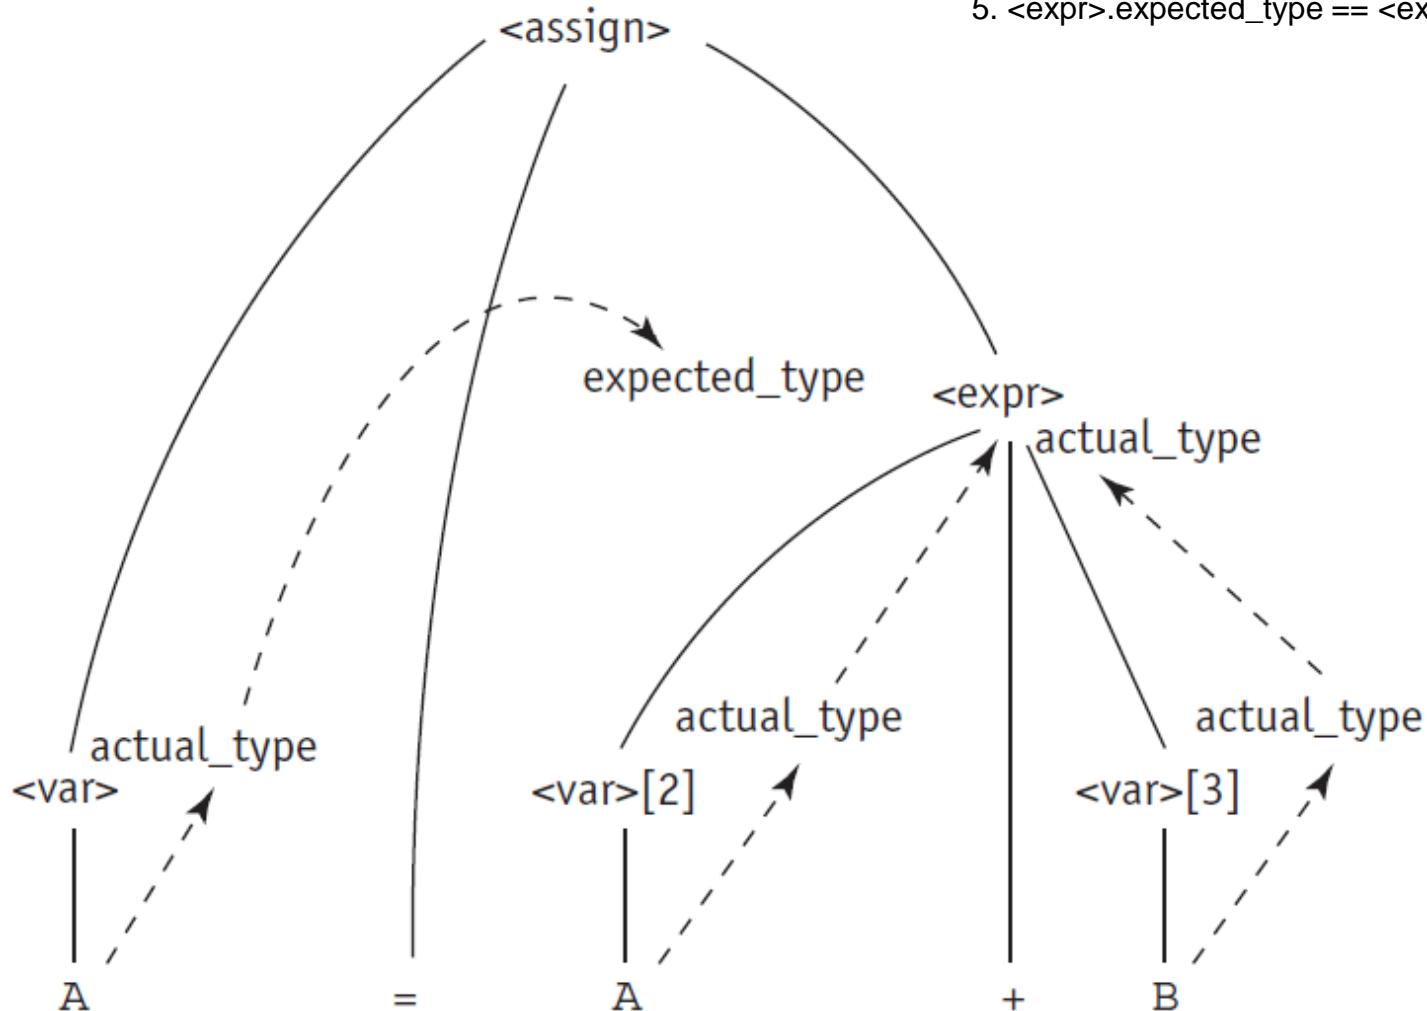 5. <expr>.expected_type == <ex
<assign>
expected_type
<expr>
actual_type
actual_type
actual_type
actual_type
<var>
<var>[2]
<var>[3]
A
=
A
+
B